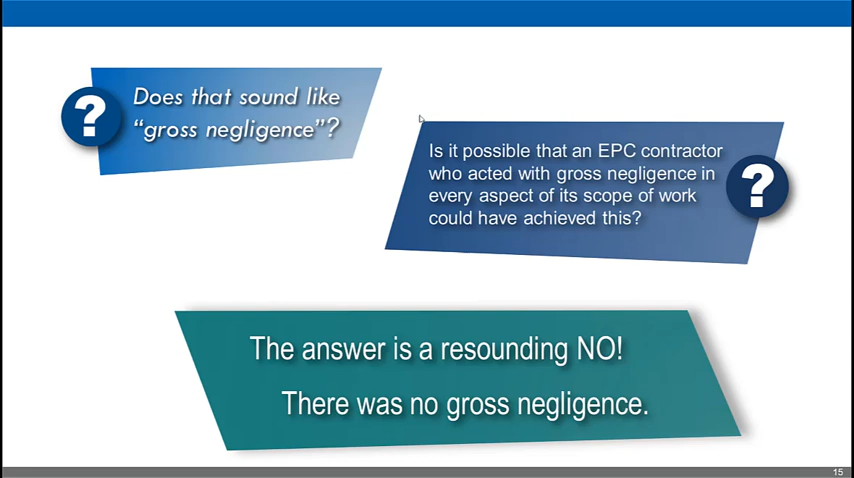 ?
Does that sound like
“gross negligence”?
Is it possible that an EPC contractor
who acted with gross negligence in
every aspect of its scope of work
could have achieved this?
?
The answer is a resounding NO!
There was no gross negligence.
15